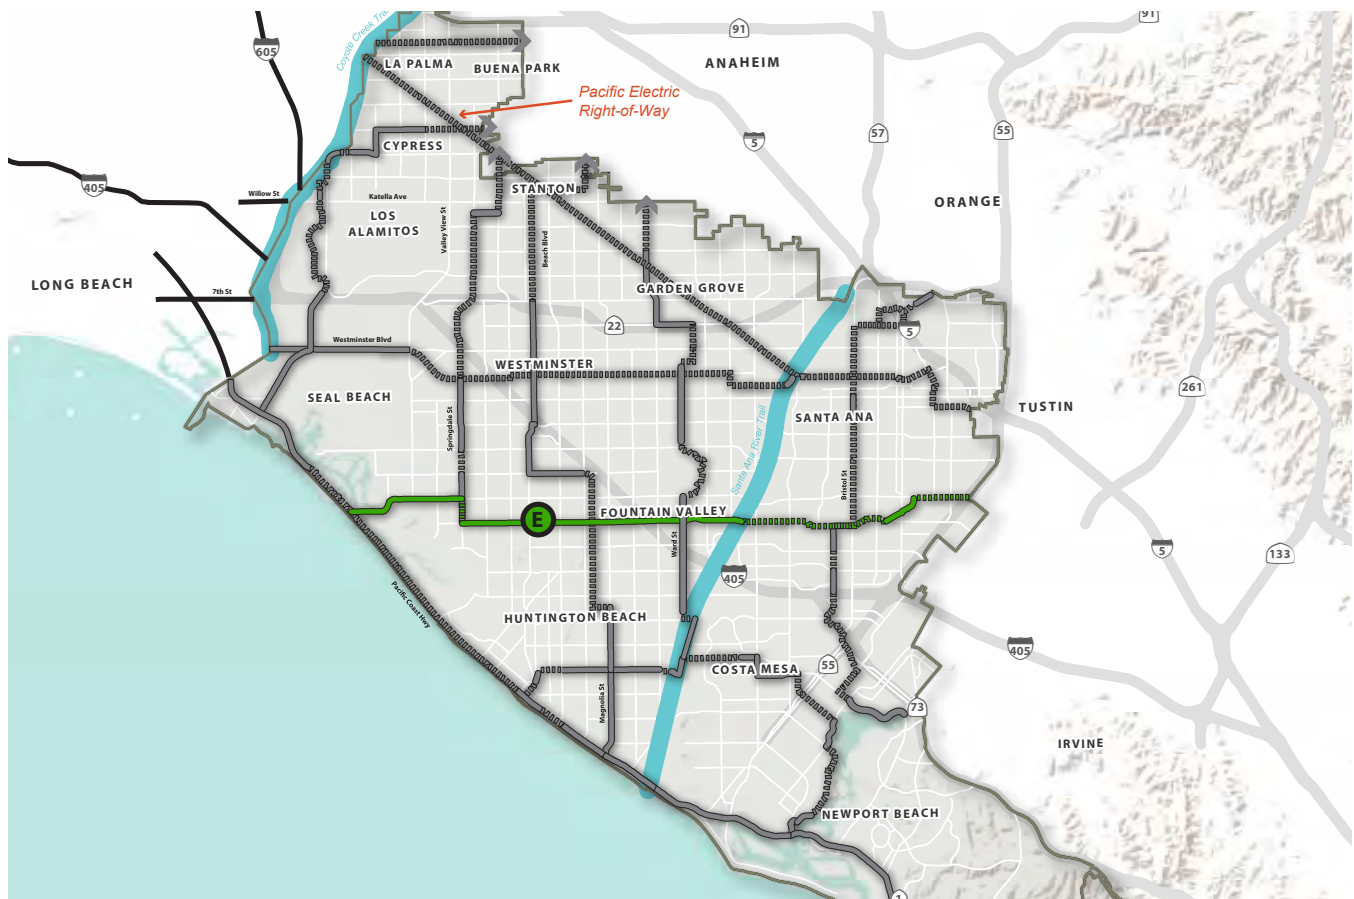 91
91
Coyote Creek Trail
605
LA PALMA
BUENA PARK
ANAHEIM
Pacific Electric
Right-of-Way
57
55
5
CYPRESS
405
Willow St
Katella Ave
STANTON
ORANGE
LOS
ALAMITOS
Valley View St
Beach Blvd
LONG BEACH
7th St
GARDEN GROVE
22
5
Westminster Blvd
WESTMINSTER
261
SEAL BEACH
SANTA ANA
TUSTIN
Springdale St
Santa Ana River Trail
Bristol St
E
FOUNTAIN VALLEY
Ward St
5
133
405
Pacific Coast Hwy
HUNTINGTON BEACH
405
COSTA MESA
55
Magnolia St
73
IRVINE
NEWPORT BEACH
1